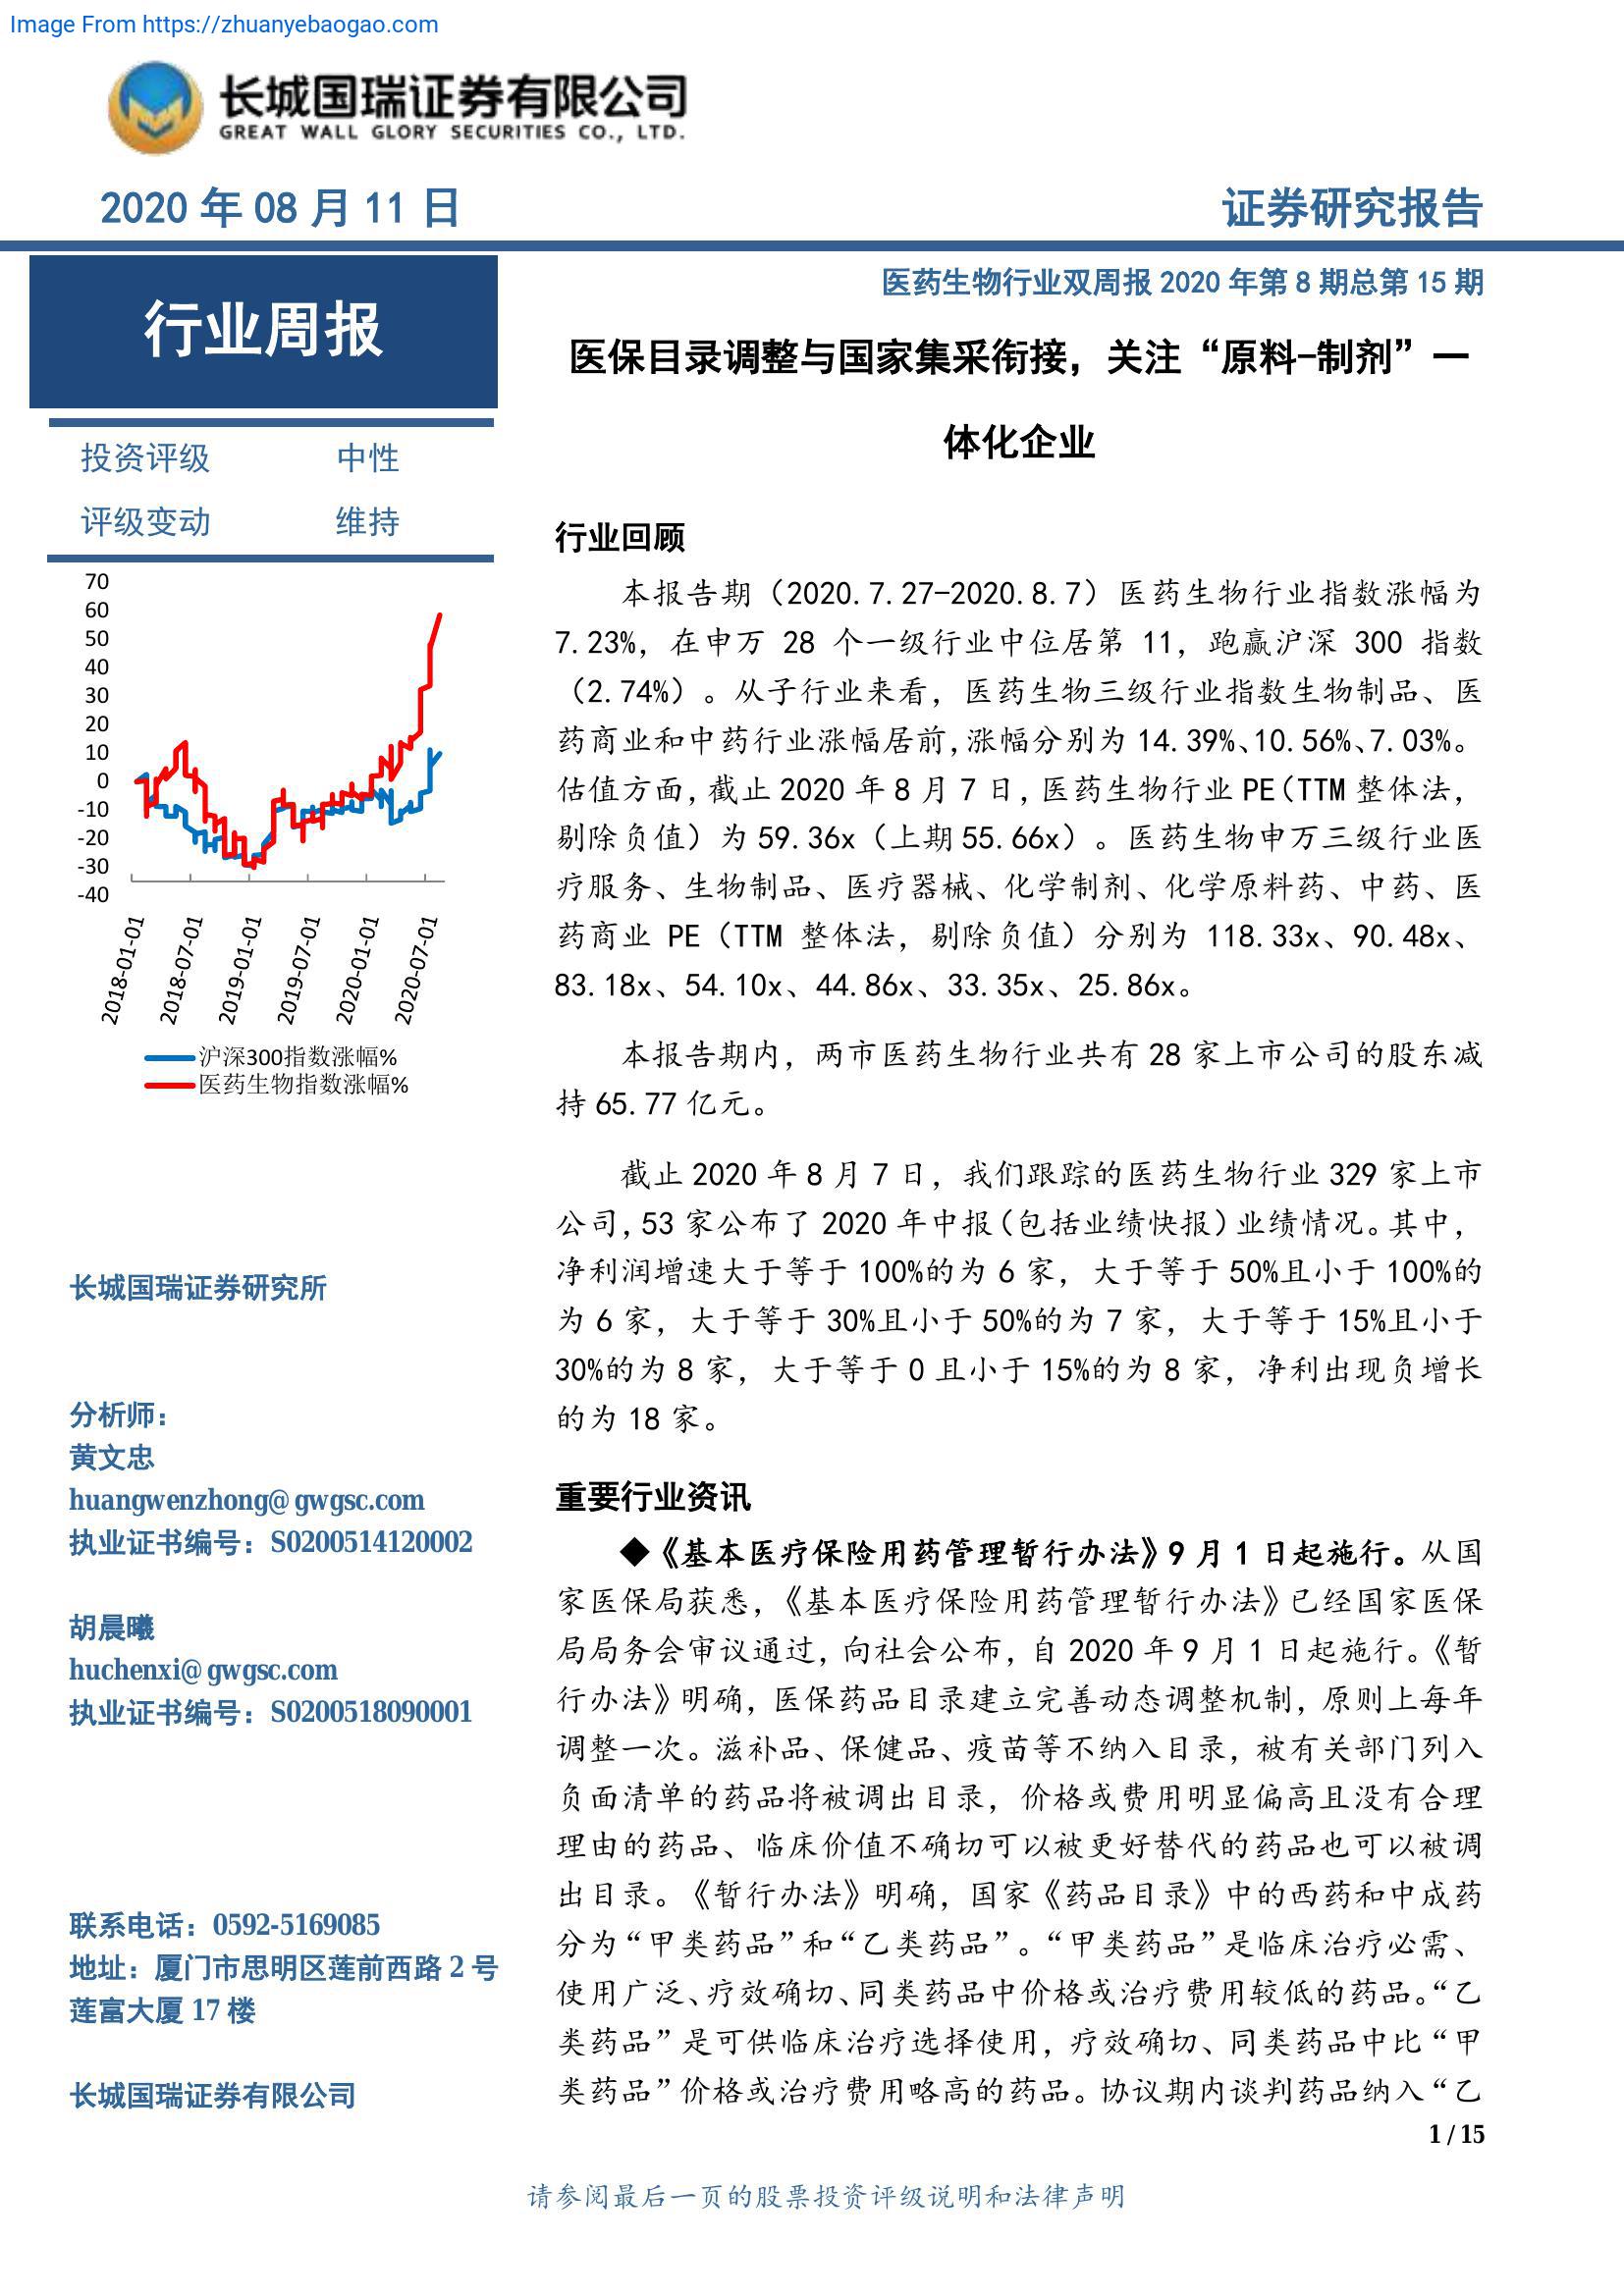 Image From https://zhuanyebaogao.com
长城国瑞证券有限公司
GREAT WALL GLORY SECURITIES CO., LTD.
2020 年 08 月 11 日
证券研究报告
行业周报
投资评级 中性
评级变动 维持
70
60
50
40
30
20
10
0
-10
-20
-30
-40
2018-01-01
2018-07-01
2019-01-01
2019-07-01
2020-01-01
2020-07-01
沪深300指数涨幅%
医药生物指数涨幅%
长城国瑞证券研究所
分析师：
黄文忠
huangwenzhong@gwgsc.com
执业证书编号：S0200514120002
胡晨曦
huchenxi@gwgsc.com
执业证书编号：S0200518090001
联系电话：0592-5169085
地址：厦门市思明区莲前西路 2 号
莲富大厦 17 楼
长城国瑞证券有限公司
医药生物行业双周报 2020 年第 8 期总第 15 期
医保目录调整与国家集采衔接，关注“原料-制剂”一
体化企业
行业回顾
本报告期（2020.7.27-2020.8.7）医药生物行业指数涨幅为
7.23%，在申万 28 个一级行业中位居第 11，跑赢沪深 300 指数
（2.74%）。从子行业来看，医药生物三级行业指数生物制品、医
药商业和中药行业涨幅居前，涨幅分别为 14.39%、10.56%、7.03%。
估值方面，截止 2020 年 8 月 7 日，医药生物行业 PE（TTM 整体法，
剔除负值）为 59.36x（上期 55.66x）。医药生物申万三级行业医
疗服务、生物制品、医疗器械、化学制剂、化学原料药、中药、医
药商业 PE（TTM 整体法，剔除负值）分别为 118.33x、90.48x、
83.18x、54.10x、44.86x、33.35x、25.86x。
本报告期内，两市医药生物行业共有 28 家上市公司的股东减
持 65.77 亿元。
截止 2020 年 8 月 7 日，我们跟踪的医药生物行业 329 家上市
公司，53 家公布了 2020 年中报（包括业绩快报）业绩情况。其中，
净利润增速大于等于 100%的为 6 家，大于等于 50%且小于 100%的
为 6 家，大于等于 30%且小于 50%的为 7 家，大于等于 15%且小于
30%的为 8 家，大于等于 0 且小于 15%的为 8 家，净利出现负增长
的为 18 家。
重要行业资讯
◆《基本医疗保险用药管理暂行办法》9 月 1 日起施行。从国
家医保局获悉，《基本医疗保险用药管理暂行办法》已经国家医保
局局务会审议通过，向社会公布，自 2020 年 9 月 1 日起施行。《暂
行办法》明确，医保药品目录建立完善动态调整机制，原则上每年
调整一次。滋补品、保健品、疫苗等不纳入目录，被有关部门列入
负面清单的药品将被调出目录，价格或费用明显偏高且没有合理
理由的药品、临床价值不确切可以被更好替代的药品也可以被调
出目录。《暂行办法》明确，国家《药品目录》中的西药和中成药
分为“甲类药品”和“乙类药品”。“甲类药品”是临床治疗必需、
使用广泛、疗效确切、同类药品中价格或治疗费用较低的药品。“乙
类药品”是可供临床治疗选择使用，疗效确切、同类药品中比“甲
类药品”价格或治疗费用略高的药品。协议期内谈判药品纳入“乙
1 / 15
请参阅最后一页的股票投资评级说明和法律声明